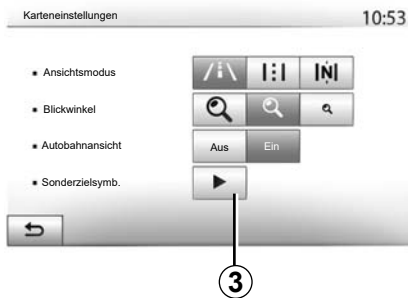 Karteneinstellungen 10:53
Ansichtsmodus
N
Blickwinkel
Autobahnansicht Aus Ein
Sonderzielsymb.
3